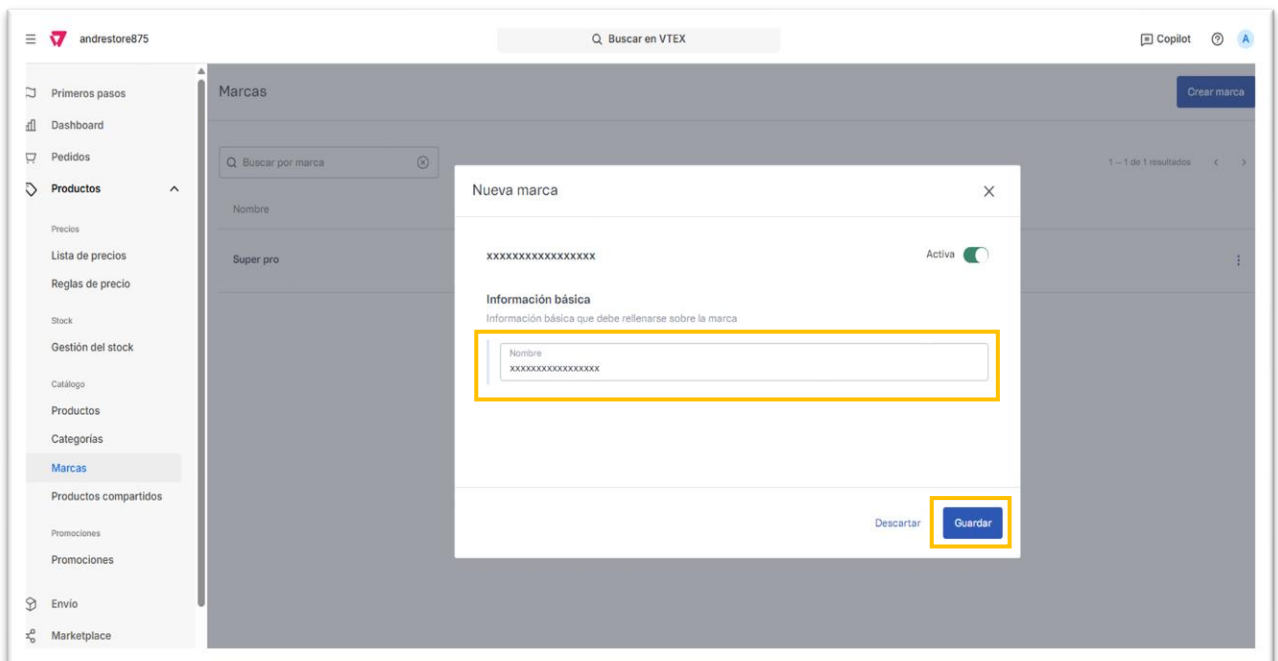 andrestore875
Buscar en VTEX
Copilot
A
Primeros pasos
Dashboard
Pedidos
Productos
Precios
Lista de precios
Reglas de precio
Stock
Gestión del stock
Catálogo
Productos
Categorías
Marcas
Productos compartidos
Promociones
Promociones
Envío
Marketplace
Marcas
Crear marca
Buscar por marca
1 – 1 de 1 resultados
Nombre
Super pro
Nueva marca
xxxxxxxxxxxxxxxxx
Activa
Información básica
Información básica que debe rellenarse sobre la marca
Nombre
xxxxxxxxxxxxxxxxx
Descartar
Guardar